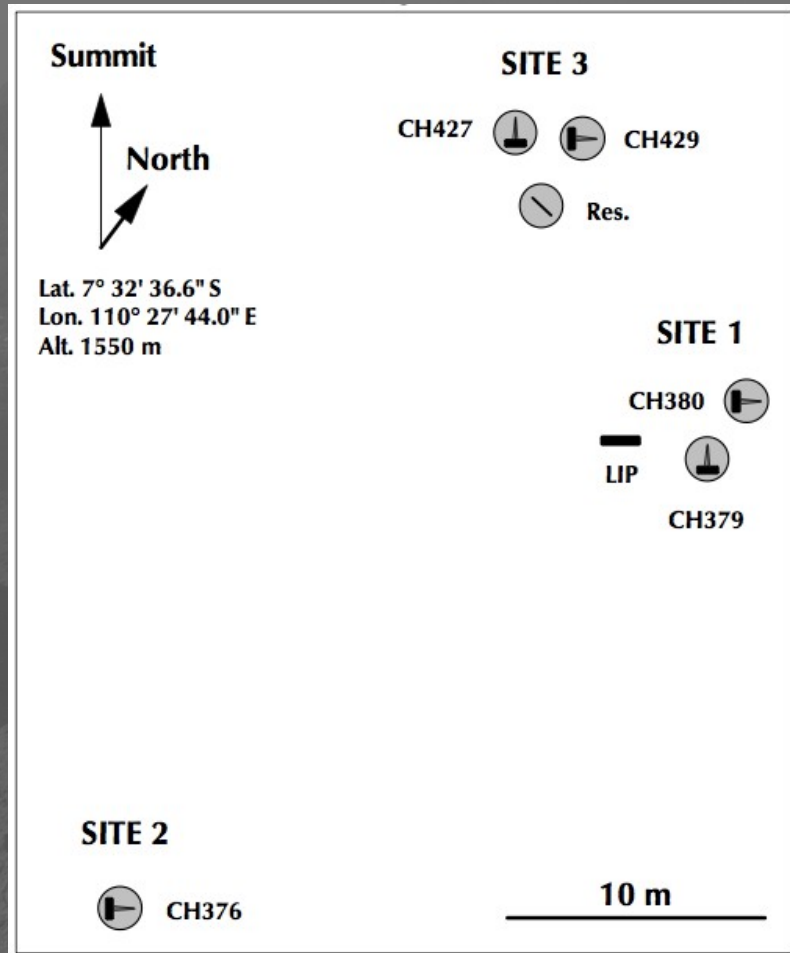 Summit
SITE 3
CH427
CH429
North
Res.
Lat. 7° 32' 36.6" S
Lon. 110° 27' 44.0" E
Alt. 1550 m
SITE 1
CH380
LIP
CH379
SITE 2
10 m
CH376